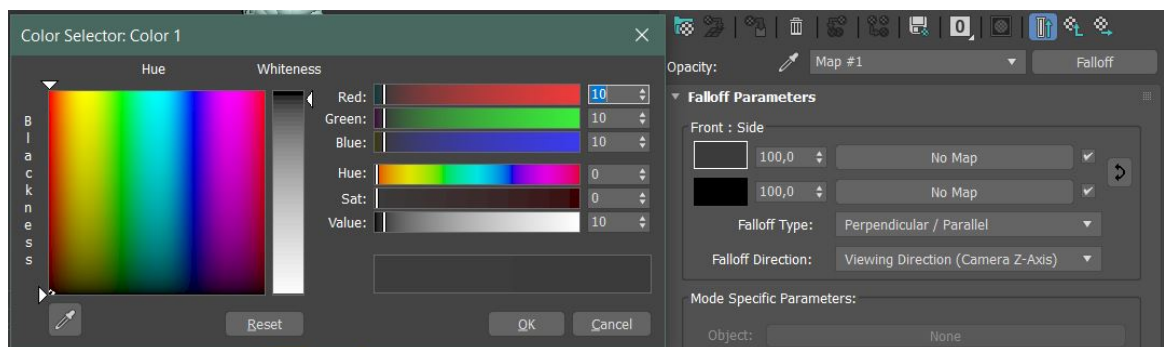 Color Selector: Color 1
Hue
Whiteness
Blackness
Red:
10
Green:
10
Blue:
10
Hue:
0
Sat:
0
Value:
10
Reset
OK
Cancel
0
Opacity:
Map #1
Falloff
Falloff Parameters
Front : Side
100,0
No Map
100,0
No Map
Falloff Type:
Perpendicular / Parallel
Falloff Direction:
Viewing Direction (Camera Z-Axis)
Mode Specific Parameters:
Object:
None